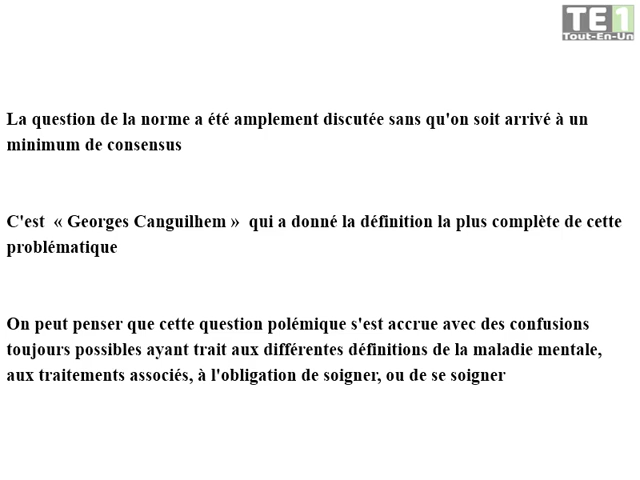 TE1
Tout-En-Un
La question de la norme a été amplement discutée sans qu'on soit arrivé à un
minimum de consensus
C'est « Georges Canguilhem » qui a donné la définition la plus complète de cette
problématique
On peut penser que cette question polémique s'est accrue avec des confusions
toujours possibles ayant trait aux différentes définitions de la maladie mentale,
aux traitements associés, à l'obligation de soigner, ou de se soigner